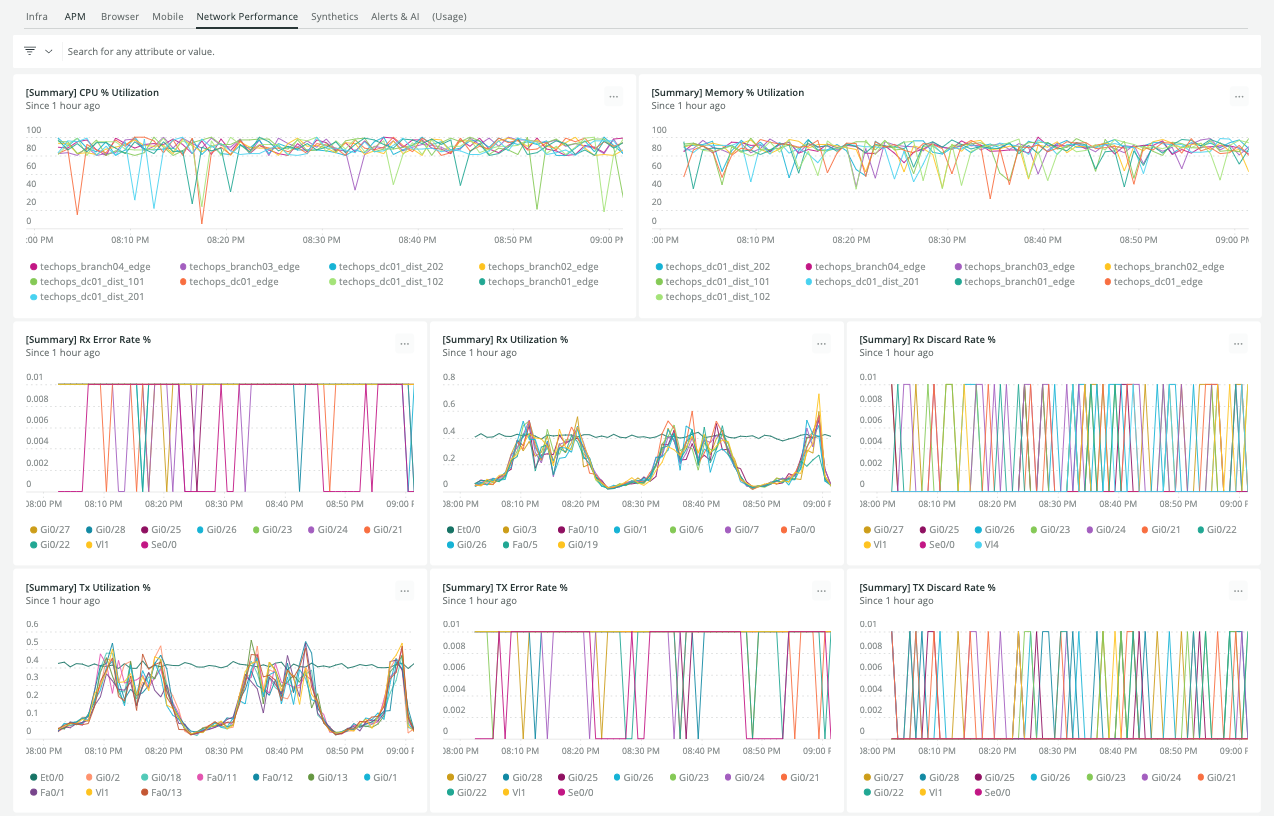 Infra APM Browser Mobile Network Performance Synthetics Alerts & AI (Usage)
Search for any attribute or value.
[Summary] CPU % Utilization
Since 1 hour ago
...
100
80
60
40
20
0
:00 PM 08:10 PM 08:20 PM 08:30 PM 08:40 PM 08:50 PM 09:00 PM
techops_branch04_edge techops_branch03_edge techops_dc01_dist_202 techops_branch02_edge
techops_dc01_dist_101 techops_dc01_edge techops_dc01_dist_102 techops_branch01_edge
techops_dc01_dist_201
[Summary] Memory % Utilization
Since 1 hour ago
...
100
80
60
40
20
0
:00 PM 08:10 PM 08:20 PM 08:30 PM 08:40 PM 08:50 PM 09:00 PM
techops_dc01_dist_202 techops_branch04_edge techops_branch03_edge techops_branch02_edge
techops_dc01_dist_101 techops_dc01_dist_201 techops_branch01_edge techops_dc01_edge
techops_dc01_dist_102
[Summary] Rx Error Rate %
Since 1 hour ago
...
0.01
0.008
0.006
0.004
0.002
0
08:00 PM 08:10 PM 08:20 PM 08:30 PM 08:40 PM 08:50 PM 09:00
Gi0/27 Gi0/28 Gi0/25 Gi0/26 Gi0/23 Gi0/24 Gi0/21
Gi0/22 Vl1 Se0/0
[Summary] Rx Utilization %
Since 1 hour ago
...
0.8
0.6
0.4
0.2
0
08:00 PM 08:10 PM 08:20 PM 08:30 PM 08:40 PM 08:50 PM 09:00 P
Et0/0 Gi0/3 Fa0/10 Gi0/1 Gi0/6 Gi0/7 Fa0/0
Gi0/26 Fa0/5 Gi0/19
[Summary] Rx Discard Rate %
Since 1 hour ago
...
0.01
0.008
0.006
0.004
0.002
0
08:00 PM 08:10 PM 08:20 PM 08:30 PM 08:40 PM 08:50 PM 09:00 P
Gi0/27 Gi0/25 Gi0/26 Gi0/23 Gi0/24 Gi0/21 Gi0/22
Vl1 Se0/0 Vl4
[Summary] Tx Utilization %
Since 1 hour ago
...
0.6
0.5
0.4
0.3
0.2
0.1
0
08:00 PM 08:10 PM 08:20 PM 08:30 PM 08:40 PM 08:50 PM 09:00
Et0/0 Gi0/2 Gi0/18 Fa0/11 Fa0/12 Gi0/13 Gi0/1
Fa0/1 Vl1 Fa0/13
[Summary] TX Error Rate %
Since 1 hour ago
...
0.01
0.008
0.006
0.004
0.002
0
08:00 PM 08:10 PM 08:20 PM 08:30 PM 08:40 PM 08:50 PM 09:00 P
Gi0/27 Gi0/28 Gi0/25 Gi0/26 Gi0/23 Gi0/24 Gi0/21
Gi0/22 Vl1 Se0/0
[Summary] TX Discard Rate %
Since 1 hour ago
...
0.01
0.008
0.006
0.004
0.002
0
08:00 PM 08:10 PM 08:20 PM 08:30 PM 08:40 PM 08:50 PM 09:00 P
Gi0/27 Gi0/28 Gi0/25 Gi0/26 Gi0/23 Gi0/24 Gi0/21
Gi0/22 Vl1 Se0/0